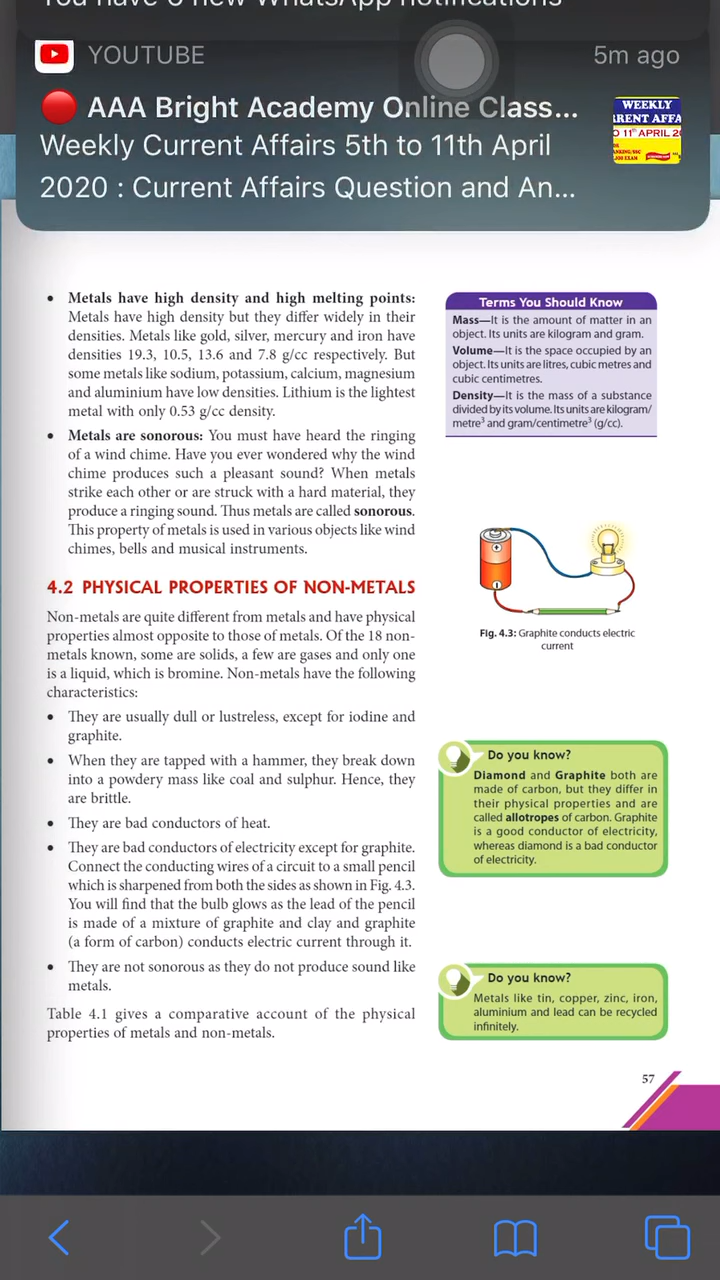 You have 6 new WhatsApp notifications
YOUTUBE
5m ago
🔴 AAA Bright Academy Online Class...
Weekly Current Affairs 5th to 11th April
2020 : Current Affairs Question and An...
WEEKLY
RENT AFFA
O 11th APRIL 20
• Metals have high density and high melting points:
Metals have high density but they differ widely in their
densities. Metals like gold, silver, mercury and iron have
densities 19.3, 10.5, 13.6 and 7.8 g/cc respectively. But
some metals like sodium, potassium, calcium, magnesium
and aluminium have low densities. Lithium is the lightest
metal with only 0.53 g/cc density.
• Metals are sonorous: You must have heard the ringing
of a wind chime. Have you ever wondered why the wind
chime produces such a pleasant sound? When metals
strike each other or are struck with a hard material, they
produce a ringing sound. Thus metals are called sonorous.
This property of metals is used in various objects like wind
chimes, bells and musical instruments.
4.2 PHYSICAL PROPERTIES OF NON-METALS
Non-metals are quite different from metals and have physical
properties almost opposite to those of metals. Of the 18 non-
metals known, some are solids, a few are gases and only one
is a liquid, which is bromine. Non-metals have the following
characteristics:
• They are usually dull or lustreless, except for iodine and
graphite.
• When they are tapped with a hammer, they break down
into a powdery mass like coal and sulphur. Hence, they
are brittle.
• They are bad conductors of heat.
• They are bad conductors of electricity except for graphite.
Connect the conducting wires of a circuit to a small pencil
which is sharpened from both the sides as shown in Fig. 4.3.
You will find that the bulb glows as the lead of the pencil
is made of a mixture of graphite and clay and graphite
(a form of carbon) conducts electric current through it.
• They are not sonorous as they do not produce sound like
metals.
Table 4.1 gives a comparative account of the physical
properties of metals and non-metals.
Terms You Should Know
Mass—It is the amount of matter in an
object. Its units are kilogram and gram.
Volume—It is the space occupied by an
object. Its units are litres, cubic metres and
cubic centimetres.
Density—It is the mass of a substance
divided by its volume. Its units are kilogram/
metre³ and gram/centimetre³ (g/cc).
Fig. 4.3: Graphite conducts electric
current
Do you know?
Diamond and Graphite both are
made of carbon, but they differ in
their physical properties and are
called allotropes of carbon. Graphite
is a good conductor of electricity,
whereas diamond is a bad conductor
of electricity.
Do you know?
Metals like tin, copper, zinc, iron,
aluminium and lead can be recycled
infinitely.
57